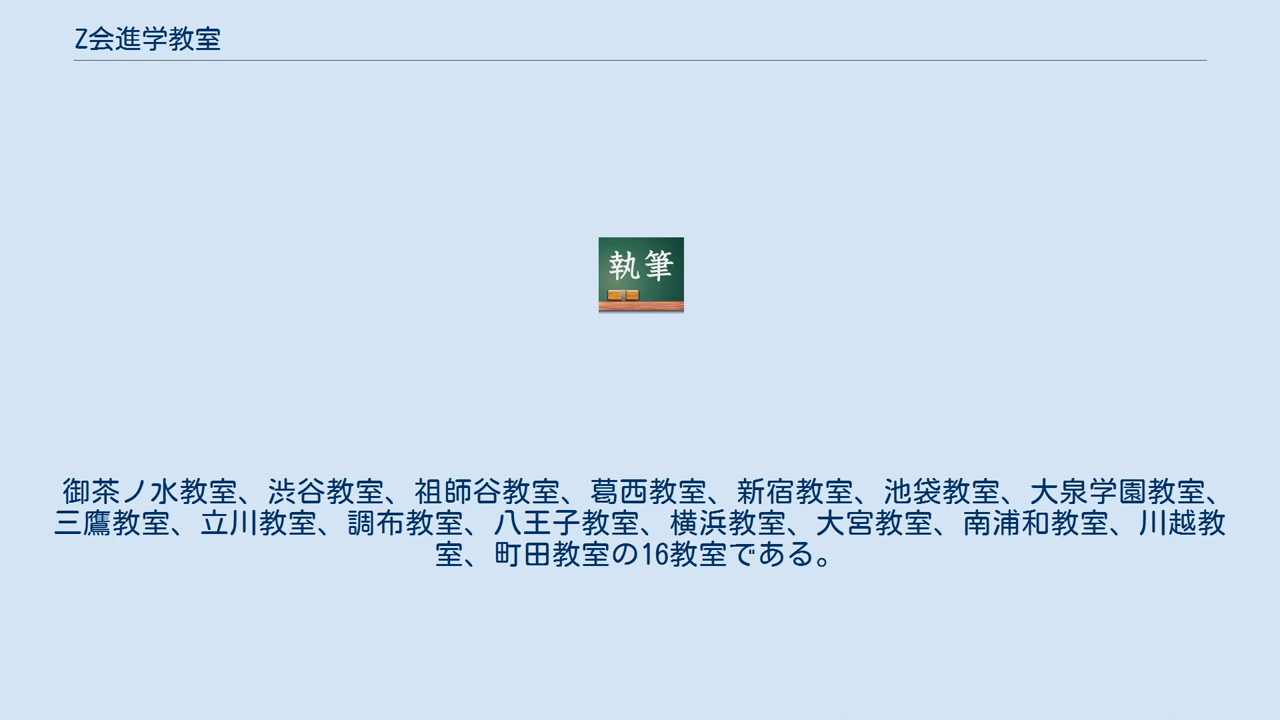 Z会進学教室
執筆
御茶ノ水教室、渋谷教室、祖師谷教室、葛西教室、新宿教室、池袋教室、大泉学園教室、
三鷹教室、立川教室、調布教室、八王子教室、横浜教室、大宮教室、南浦和教室、川越教
室、町田教室の16教室である。